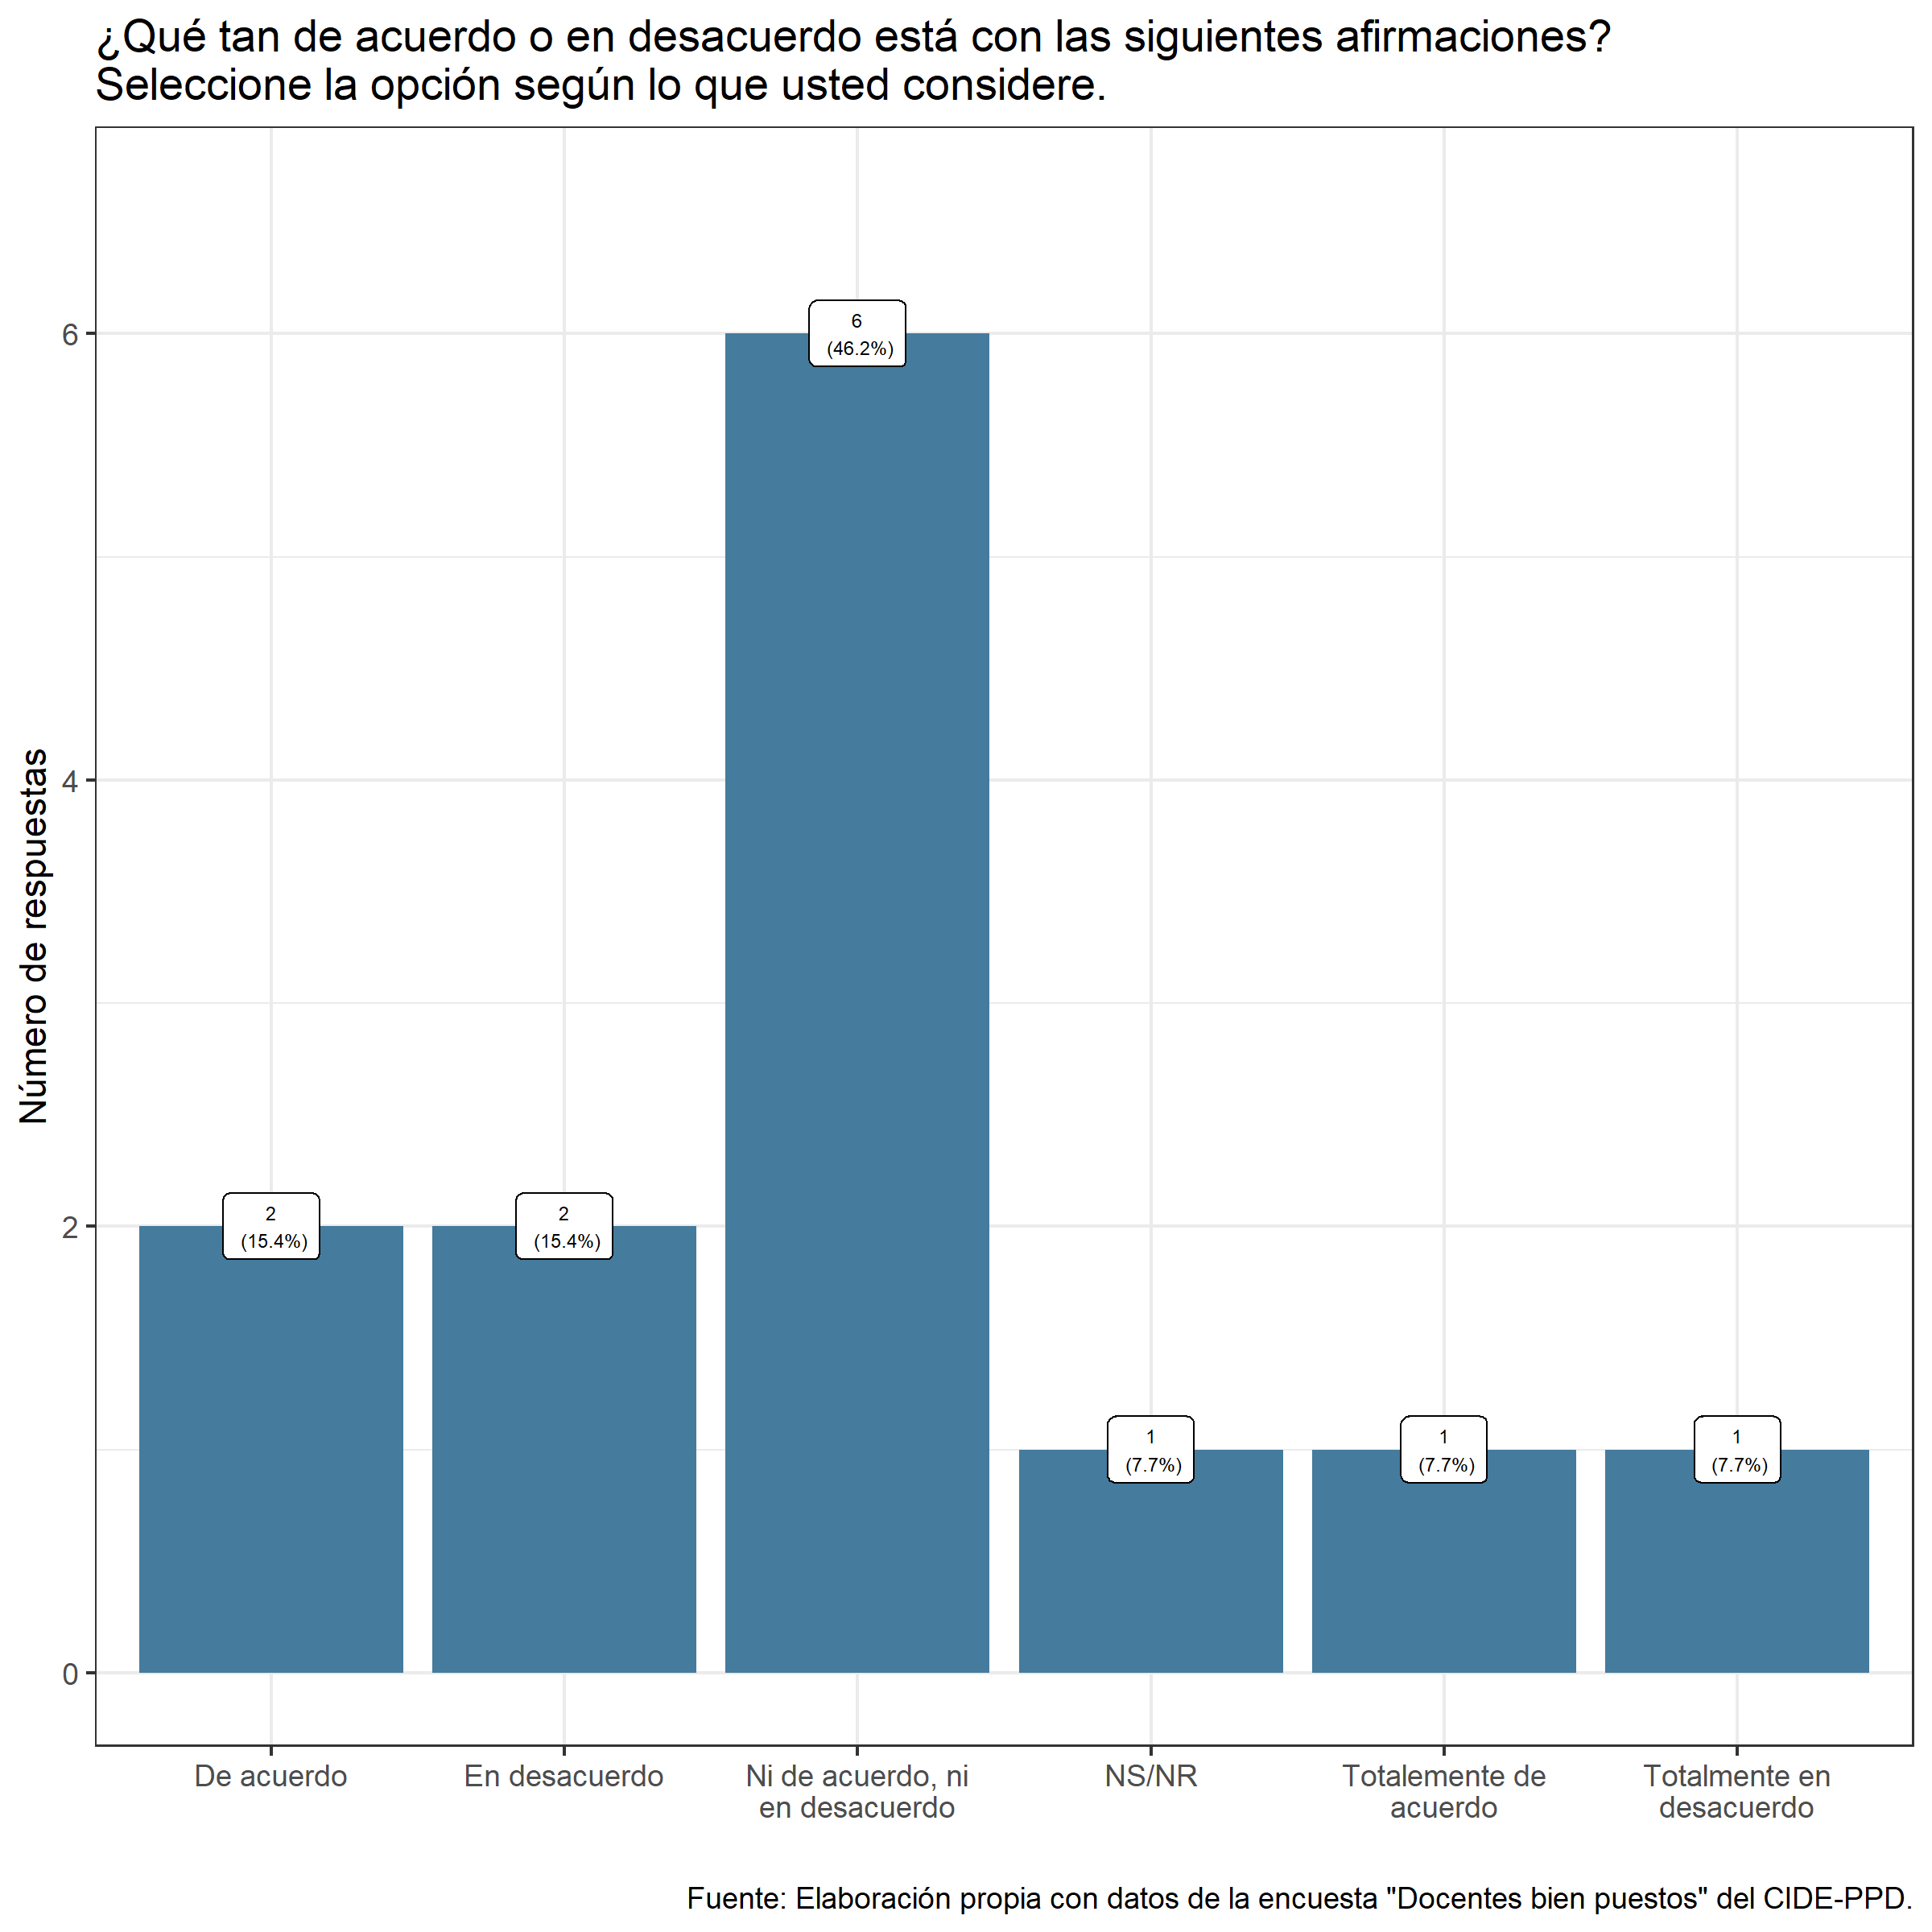 ¿Qué tan de acuerdo o en desacuerdo está con las siguientes afirmaciones?
Seleccione la opción según lo que usted considere.
Número de respuestas
6
4
2
0
2
(15.4%)
2
(15.4%)
6
(46.2%)
1
(7.7%)
1
(7.7%)
1
(7.7%)
De acuerdo
En desacuerdo
Ni de acuerdo, ni
en desacuerdo
NS/NR
Totalemente de
acuerdo
Totalmente en
desacuerdo
Fuente: Elaboración propia con datos de la encuesta "Docentes bien puestos" del CIDE-PPD.